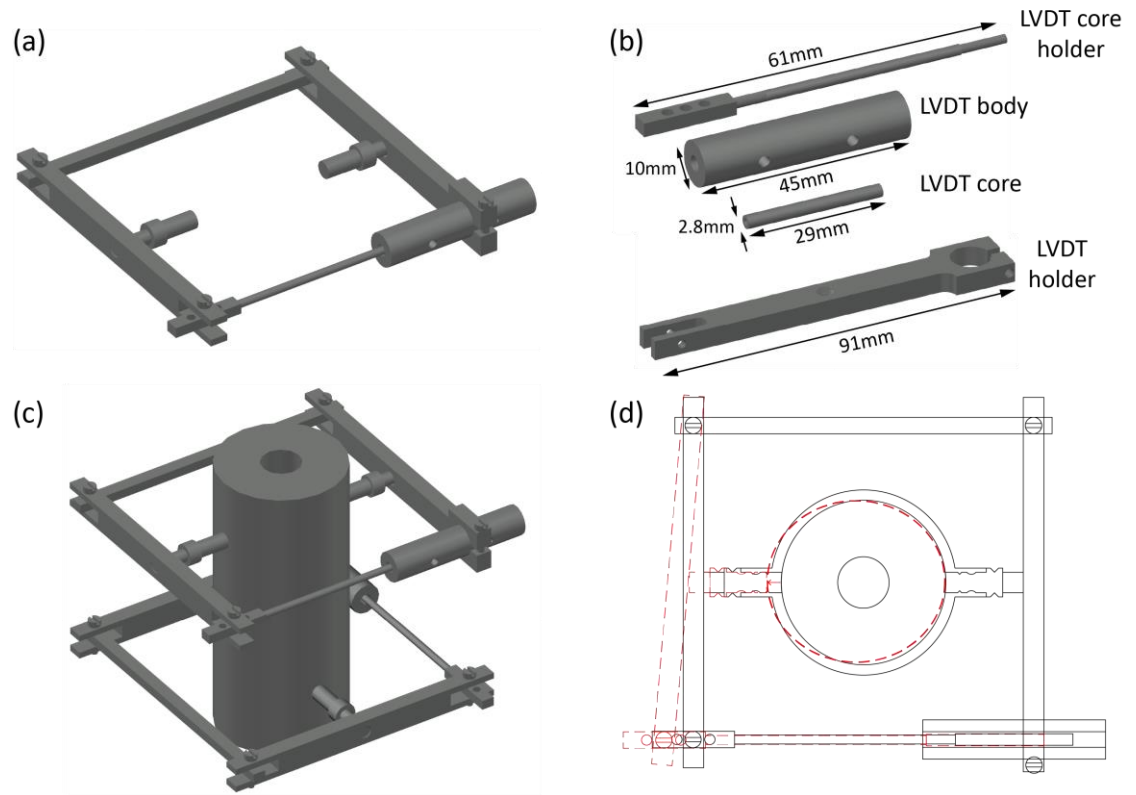 (a)
(b)
LVDT core
holder
61mm
LVDT body
10mm
45mm
LVDT core
2.8mm
29mm
LVDT
holder
91mm
(c)
(d)